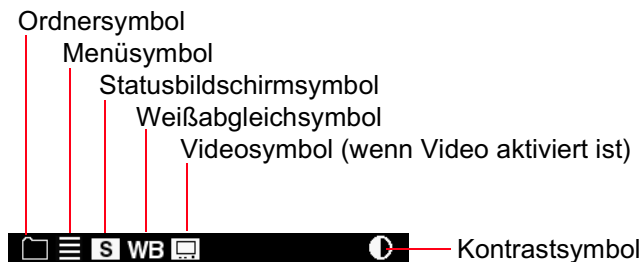 Ordnersymbol
Menüsymbol
Statusbildschirmsymbol
Weißabgleichsymbol
Videosymbol (wenn Video aktiviert ist)
S WB
Kontrastsymbol